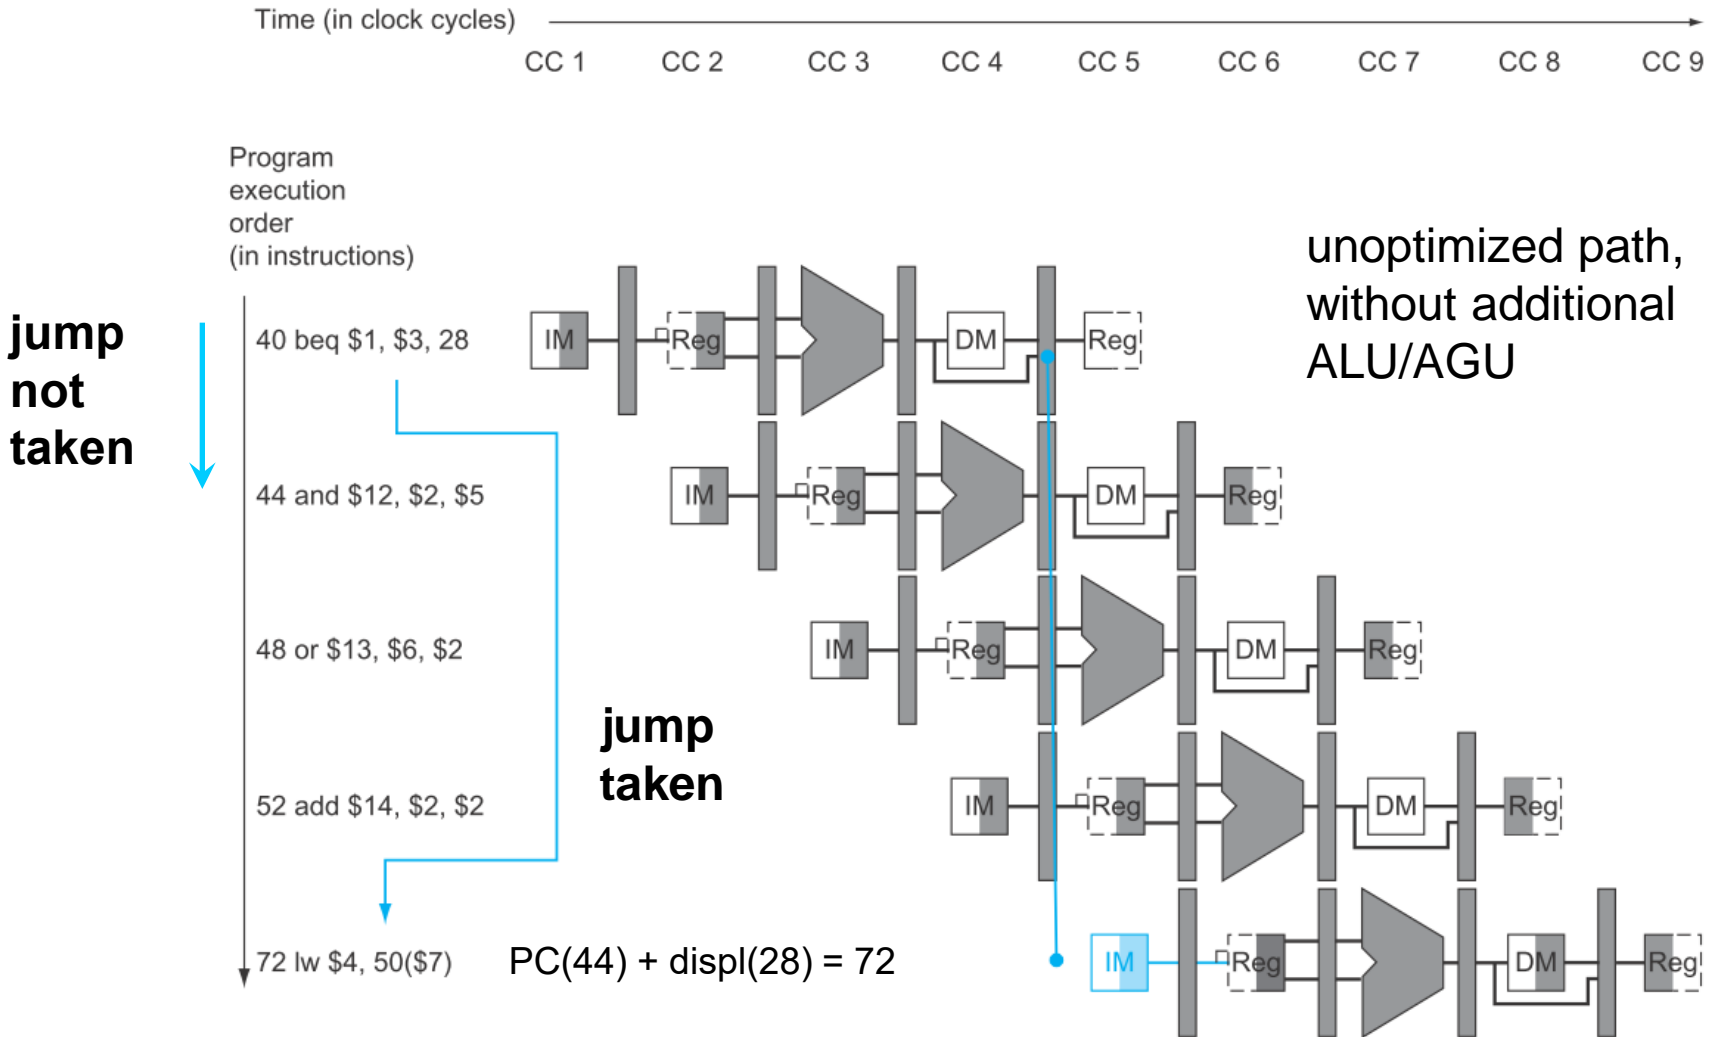 Time (in clock cycles)
CC 1 CC 2 CC 3 CC 4 CC 5 CC 6 CC 7 CC 8 CC 9
Program
execution
order
(in instructions)
unoptimized path,
without additional
ALU/AGU
jump
not
taken
40 beq $1, $3, 28
IM Reg DM Reg
44 and $12, $2, $5
IM Reg DM Reg
48 or $13, $6, $2
IM Reg DM Reg
jump
taken
52 add $14, $2, $2
IM Reg DM Reg
72 lw $4, 50($7)
PC(44) + displ(28) = 72
IM Reg DM Reg